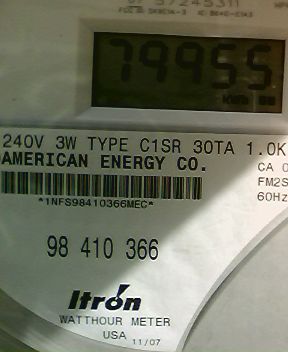 79955
240V 3W TYPE C1SR 30TA 1.0K
AMERICAN ENERGY CO.
CA 0
FM2S
60Hz
*1NFS98410366MEC*
98 410 366
Itron
WATTHOUR METER
USA 11/07